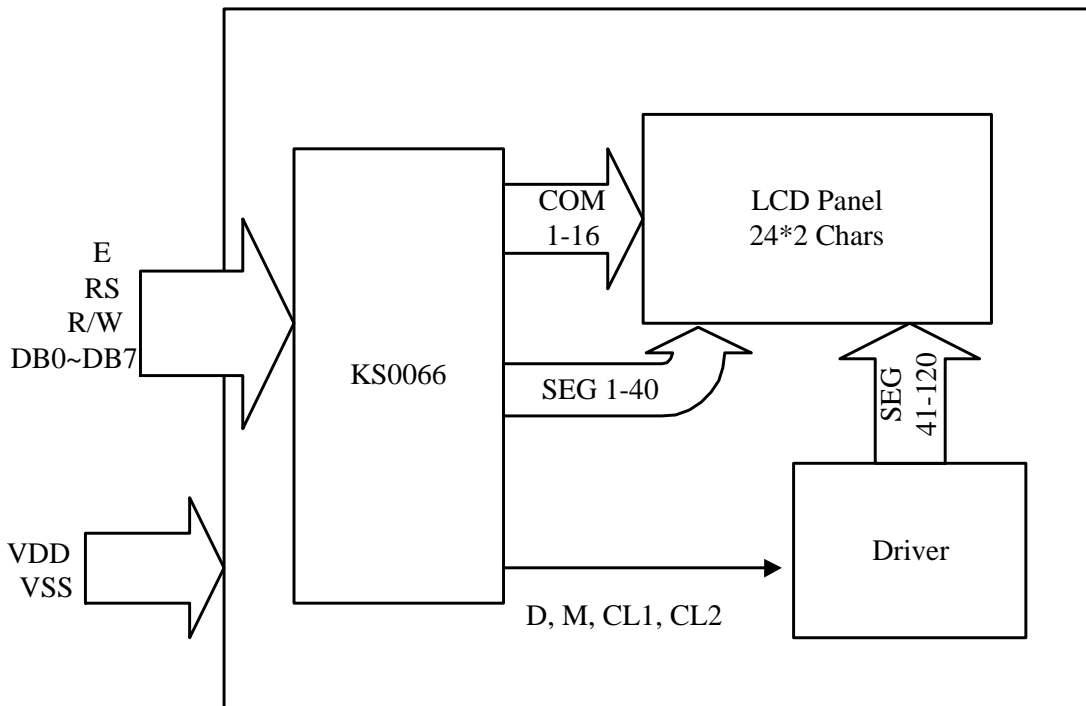 E
RS
R/W
DB0~DB7
VDD
VSS
KS0066
COM
1-16
SEG 1-40
D, M, CL1, CL2
LCD Panel
24*2 Chars
SEG
41-120
Driver